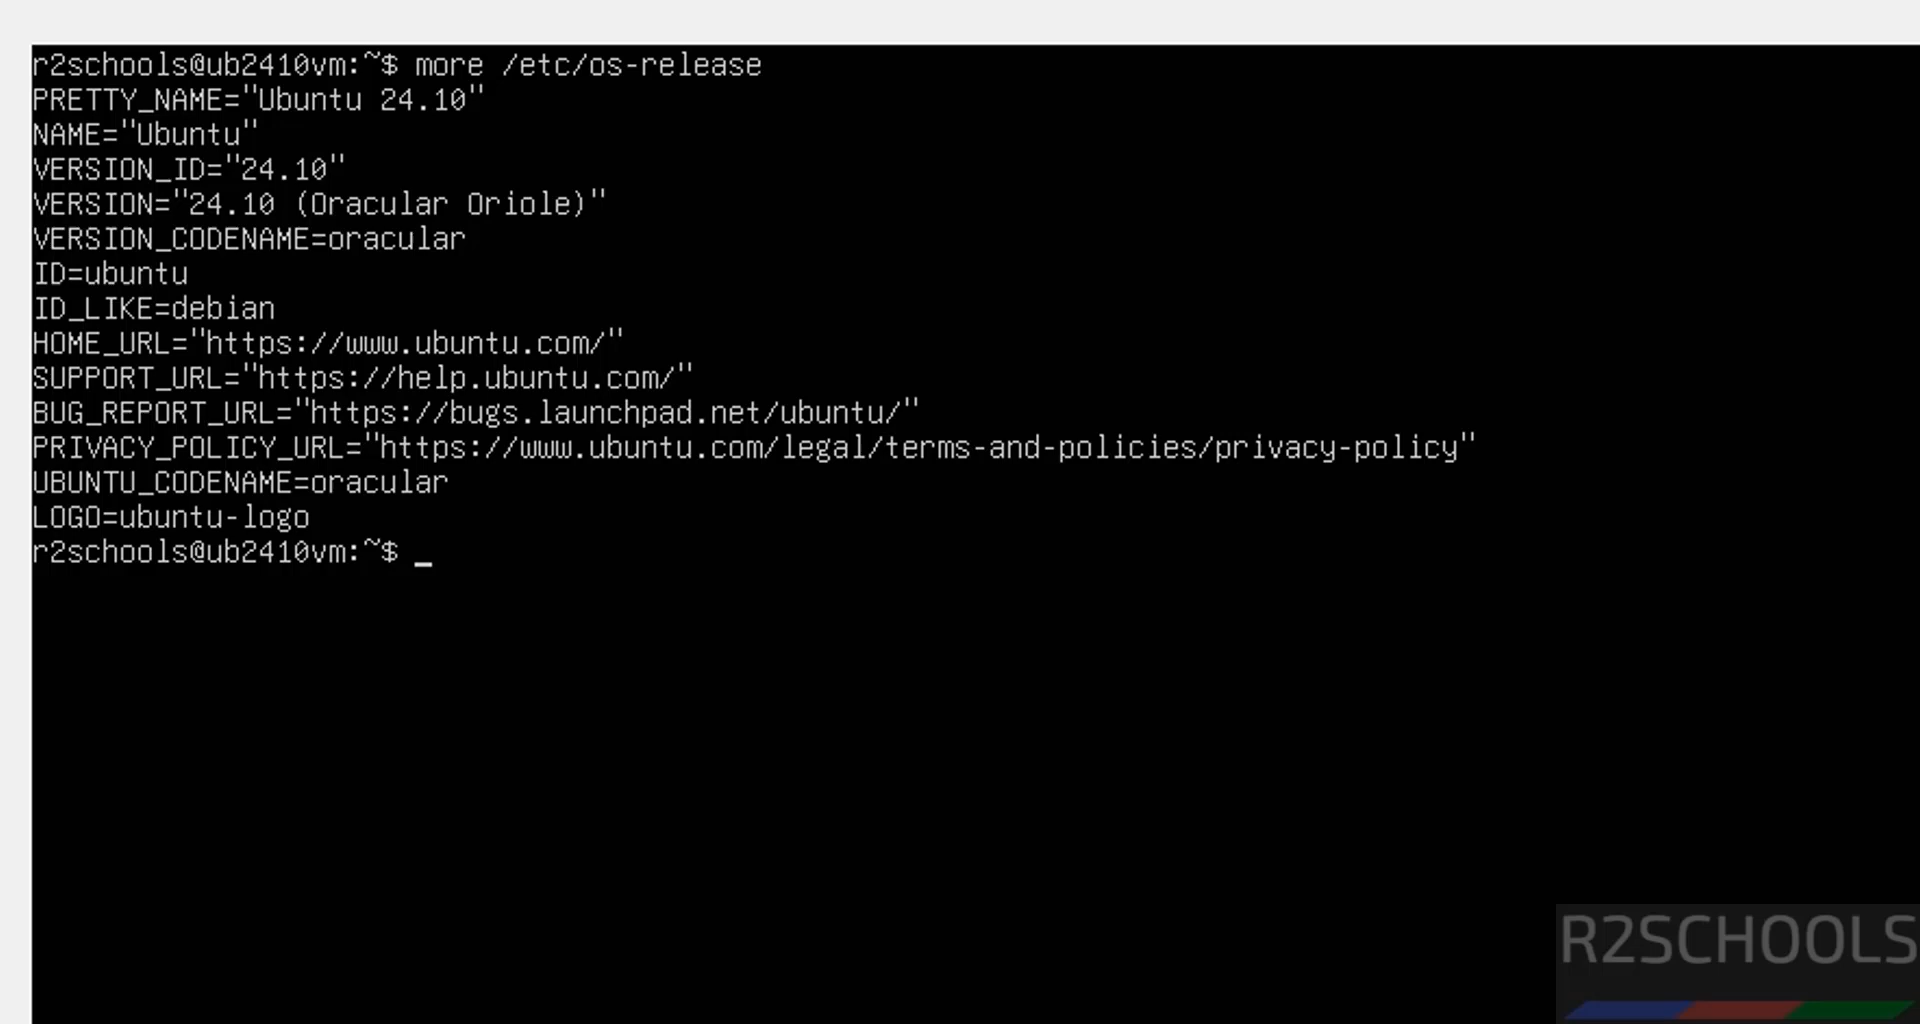 r2schools@ub2410vm:~$ more /etc/os-release
PRETTY_NAME="Ubuntu 24.10"
NAME="Ubuntu"
VERSION_ID="24.10"
VERSION="24.10 (Oracular Oriole)"
VERSION_CODENAME=oracular
ID=ubuntu
ID_LIKE=debian
HOME_URL="https://www.ubuntu.com/"
SUPPORT_URL="https://help.ubuntu.com/"
BUG_REPORT_URL="https://bugs.launchpad.net/ubuntu/"
PRIVACY_POLICY_URL="https://www.ubuntu.com/legal/terms-and-policies/privacy-policy"
UBUNTU_CODENAME=oracular
LOGO=ubuntu-logo
r2schools@ub2410vm:~$ _
R2SCHOOLS